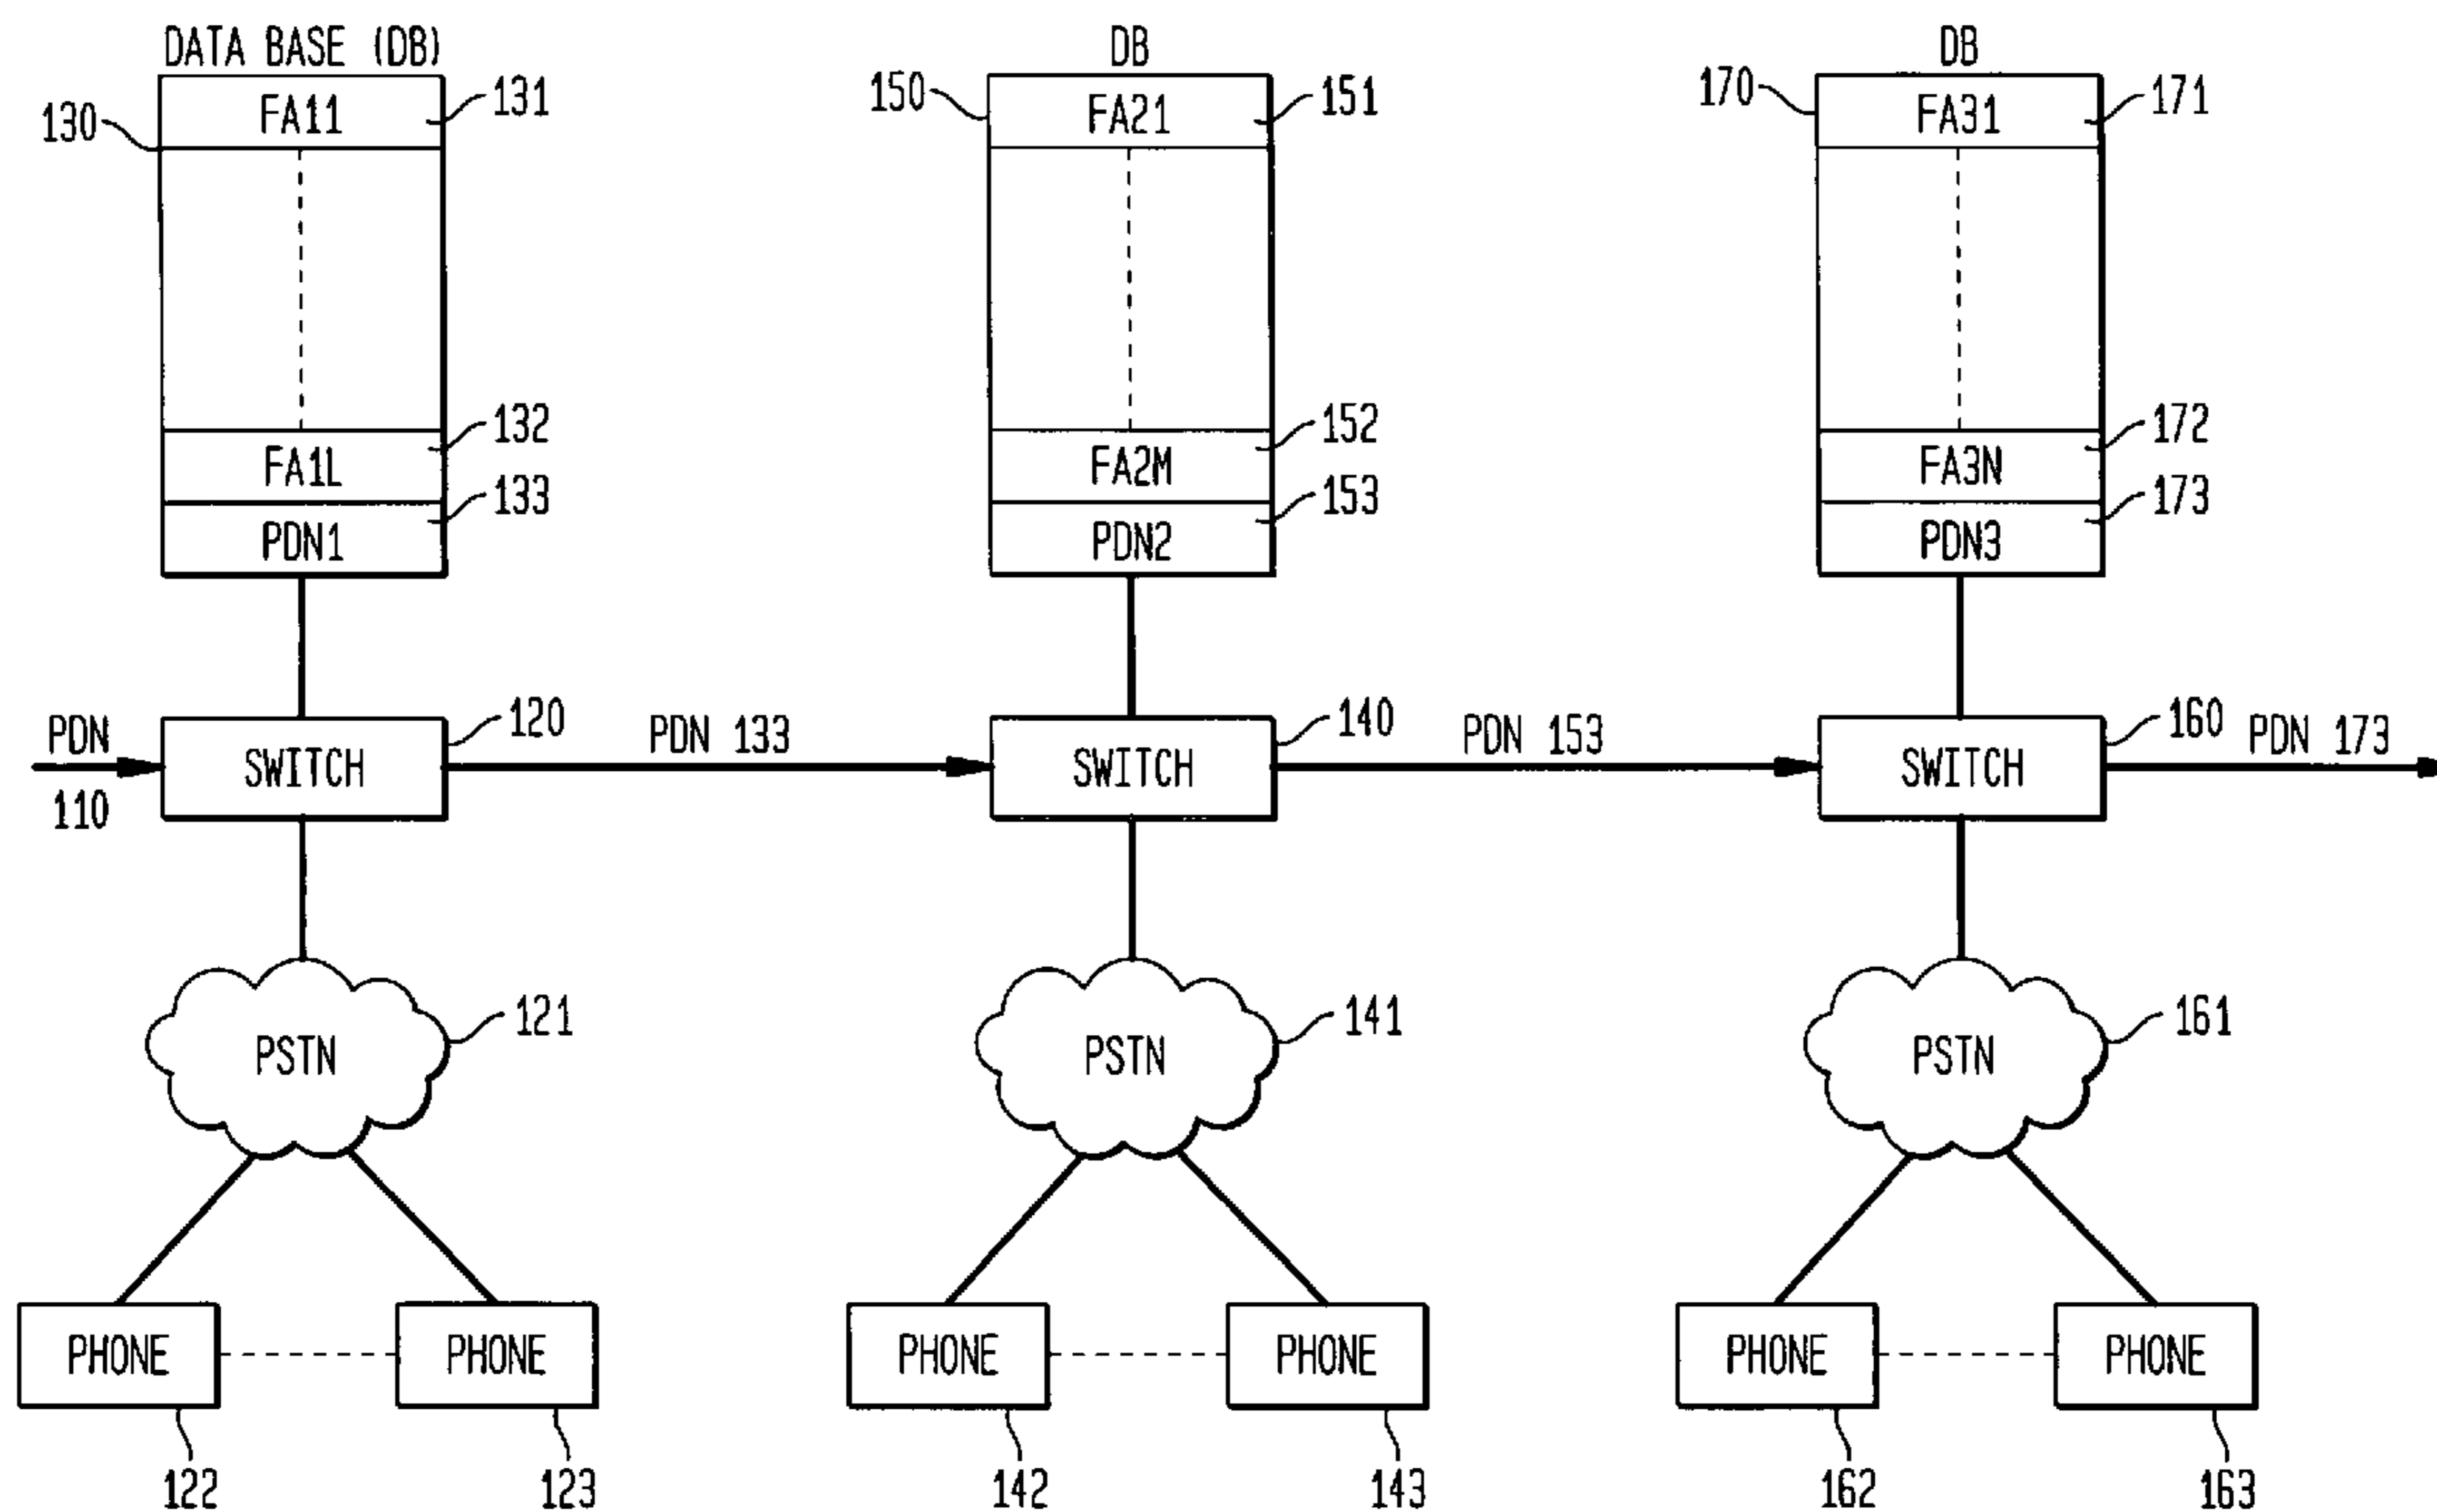 DATA BASE (DB)
DB
DB
130
FA11
131
150
FA21
151
170
FA31
171
FA1L
132
FA2M
152
FA3N
172
PDN1
133
PDN2
153
PDN3
173
PDN
110
SWITCH
120
PDN 133
SWITCH
140
PDN 153
SWITCH
160
PDN 173
PSTN
121
PSTN
141
PSTN
161
PHONE
PHONE
PHONE
PHONE
PHONE
PHONE
122
123
142
143
162
163